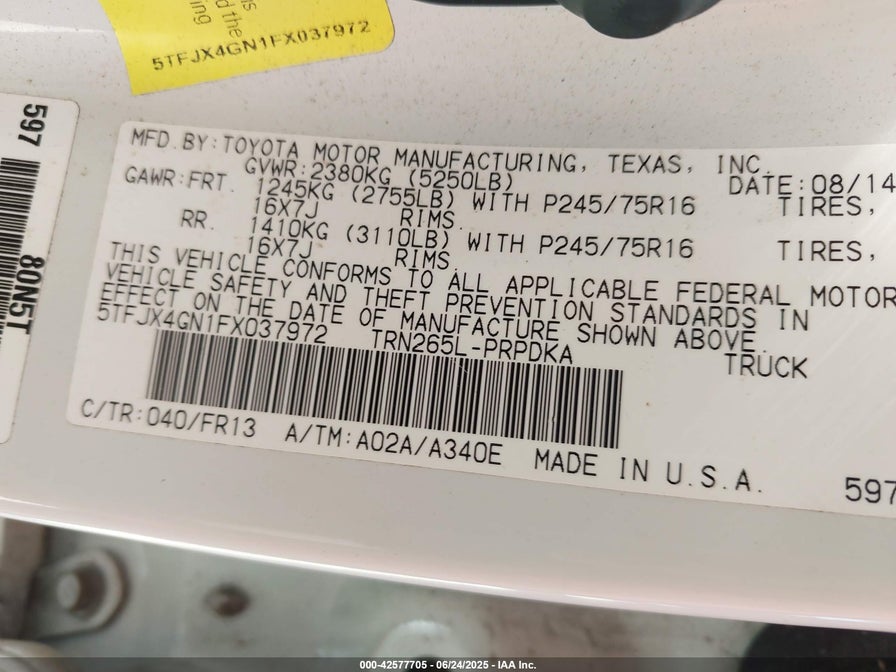 is
d the
ing
5TFJX4GN1FX037972
597
80N5T
MFD.BY:TOYOTA MOTOR MANUFACTURING, TEXAS, INC.
GVWR:2380KG (5250LB) DATE:08/14
GAWR:FRT. 1245KG (2755LB) WITH P245/75R16 TIRES,
16X7J RIMS
RR. 1410KG (3110LB) WITH P245/75R16 TIRES,
16X7J RIMS.
THIS VEHICLE CONFORMS TO ALL APPLICABLE FEDERAL MOTOR
VEHICLE SAFETY AND THEFT PREVENTION STANDARDS IN
EFFECT ON THE DATE OF MANUFACTURE SHOWN ABOVE.
5TFJX4GN1FX037972 TRN265L-PRPDKA TRUCK
C/TR:040/FR13 A/TM:A02A/A340E MADE IN U.S.A.
597
000-42577705 - 06/24/2025 - IAA Inc.